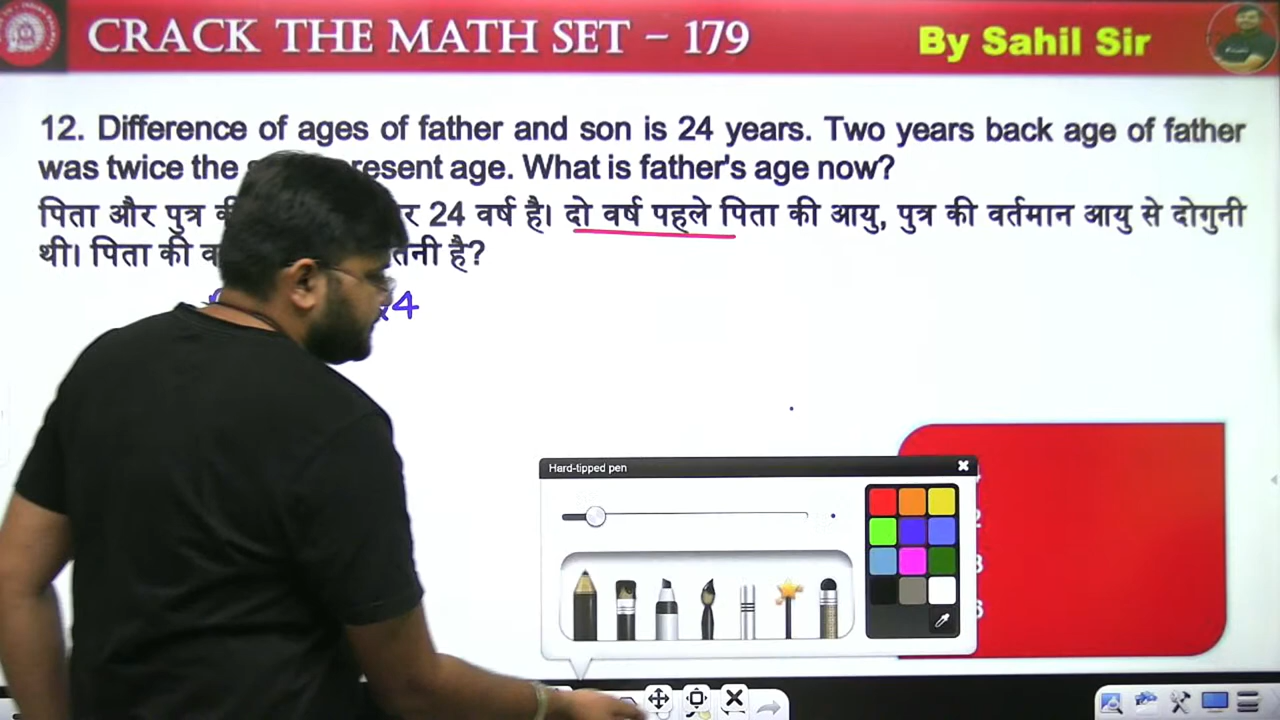 CRACK THE MATH SET – 179
By Sahil Sir
12. Difference of ages of father and son is 24 years. Two years back age of father
was twice the present age. What is father's age now?
पिता और पुत्र 24 वर्ष है। दो वर्ष पहले पिता की आयु, पुत्र की वर्तमान आयु से दोगुनी
थी। पिता की है?
24
Hard-tipped pen